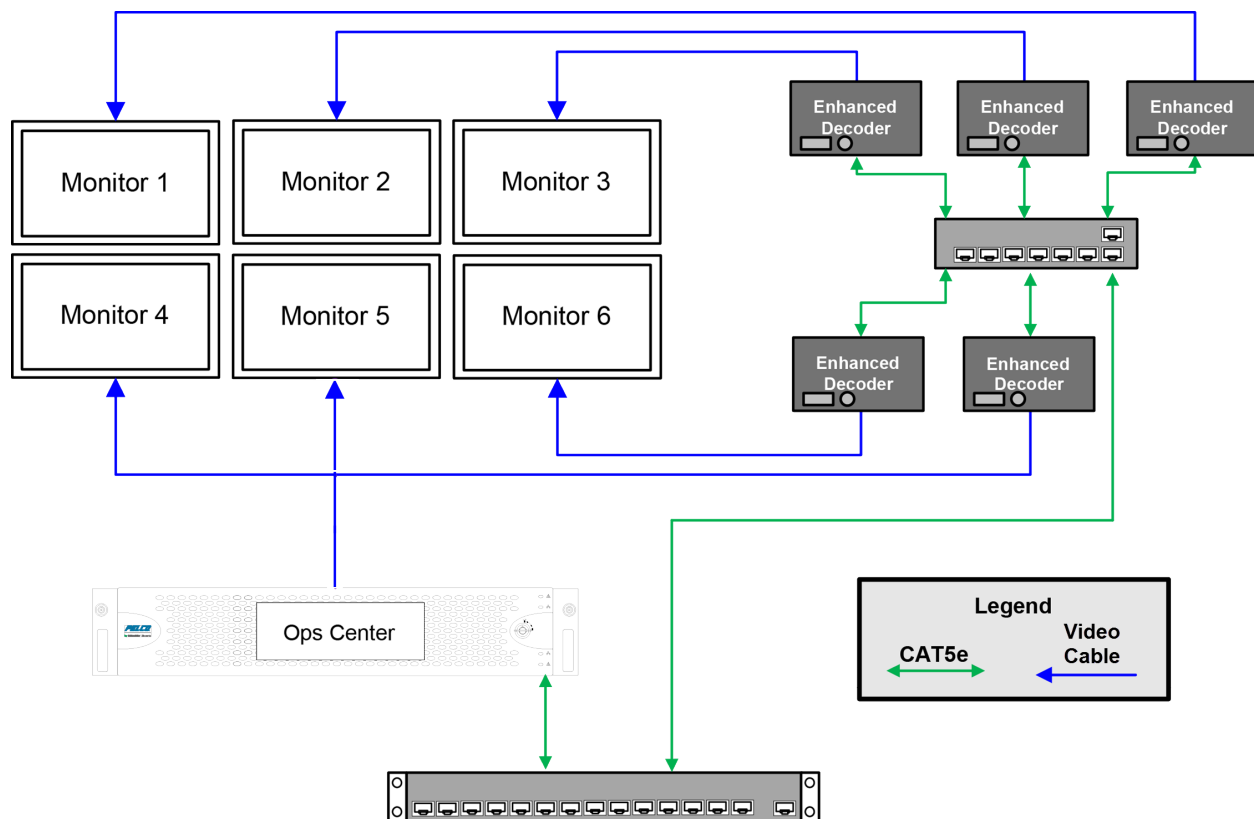 Enhanced
Decoder
Enhanced
Decoder
Enhanced
Decoder
Monitor 1
Monitor 2
Monitor 3
Monitor 4
Monitor 5
Monitor 6
Enhanced
Decoder
Enhanced
Decoder
PELCO
Ops Center
Legend
CAT5e
Video
Cable